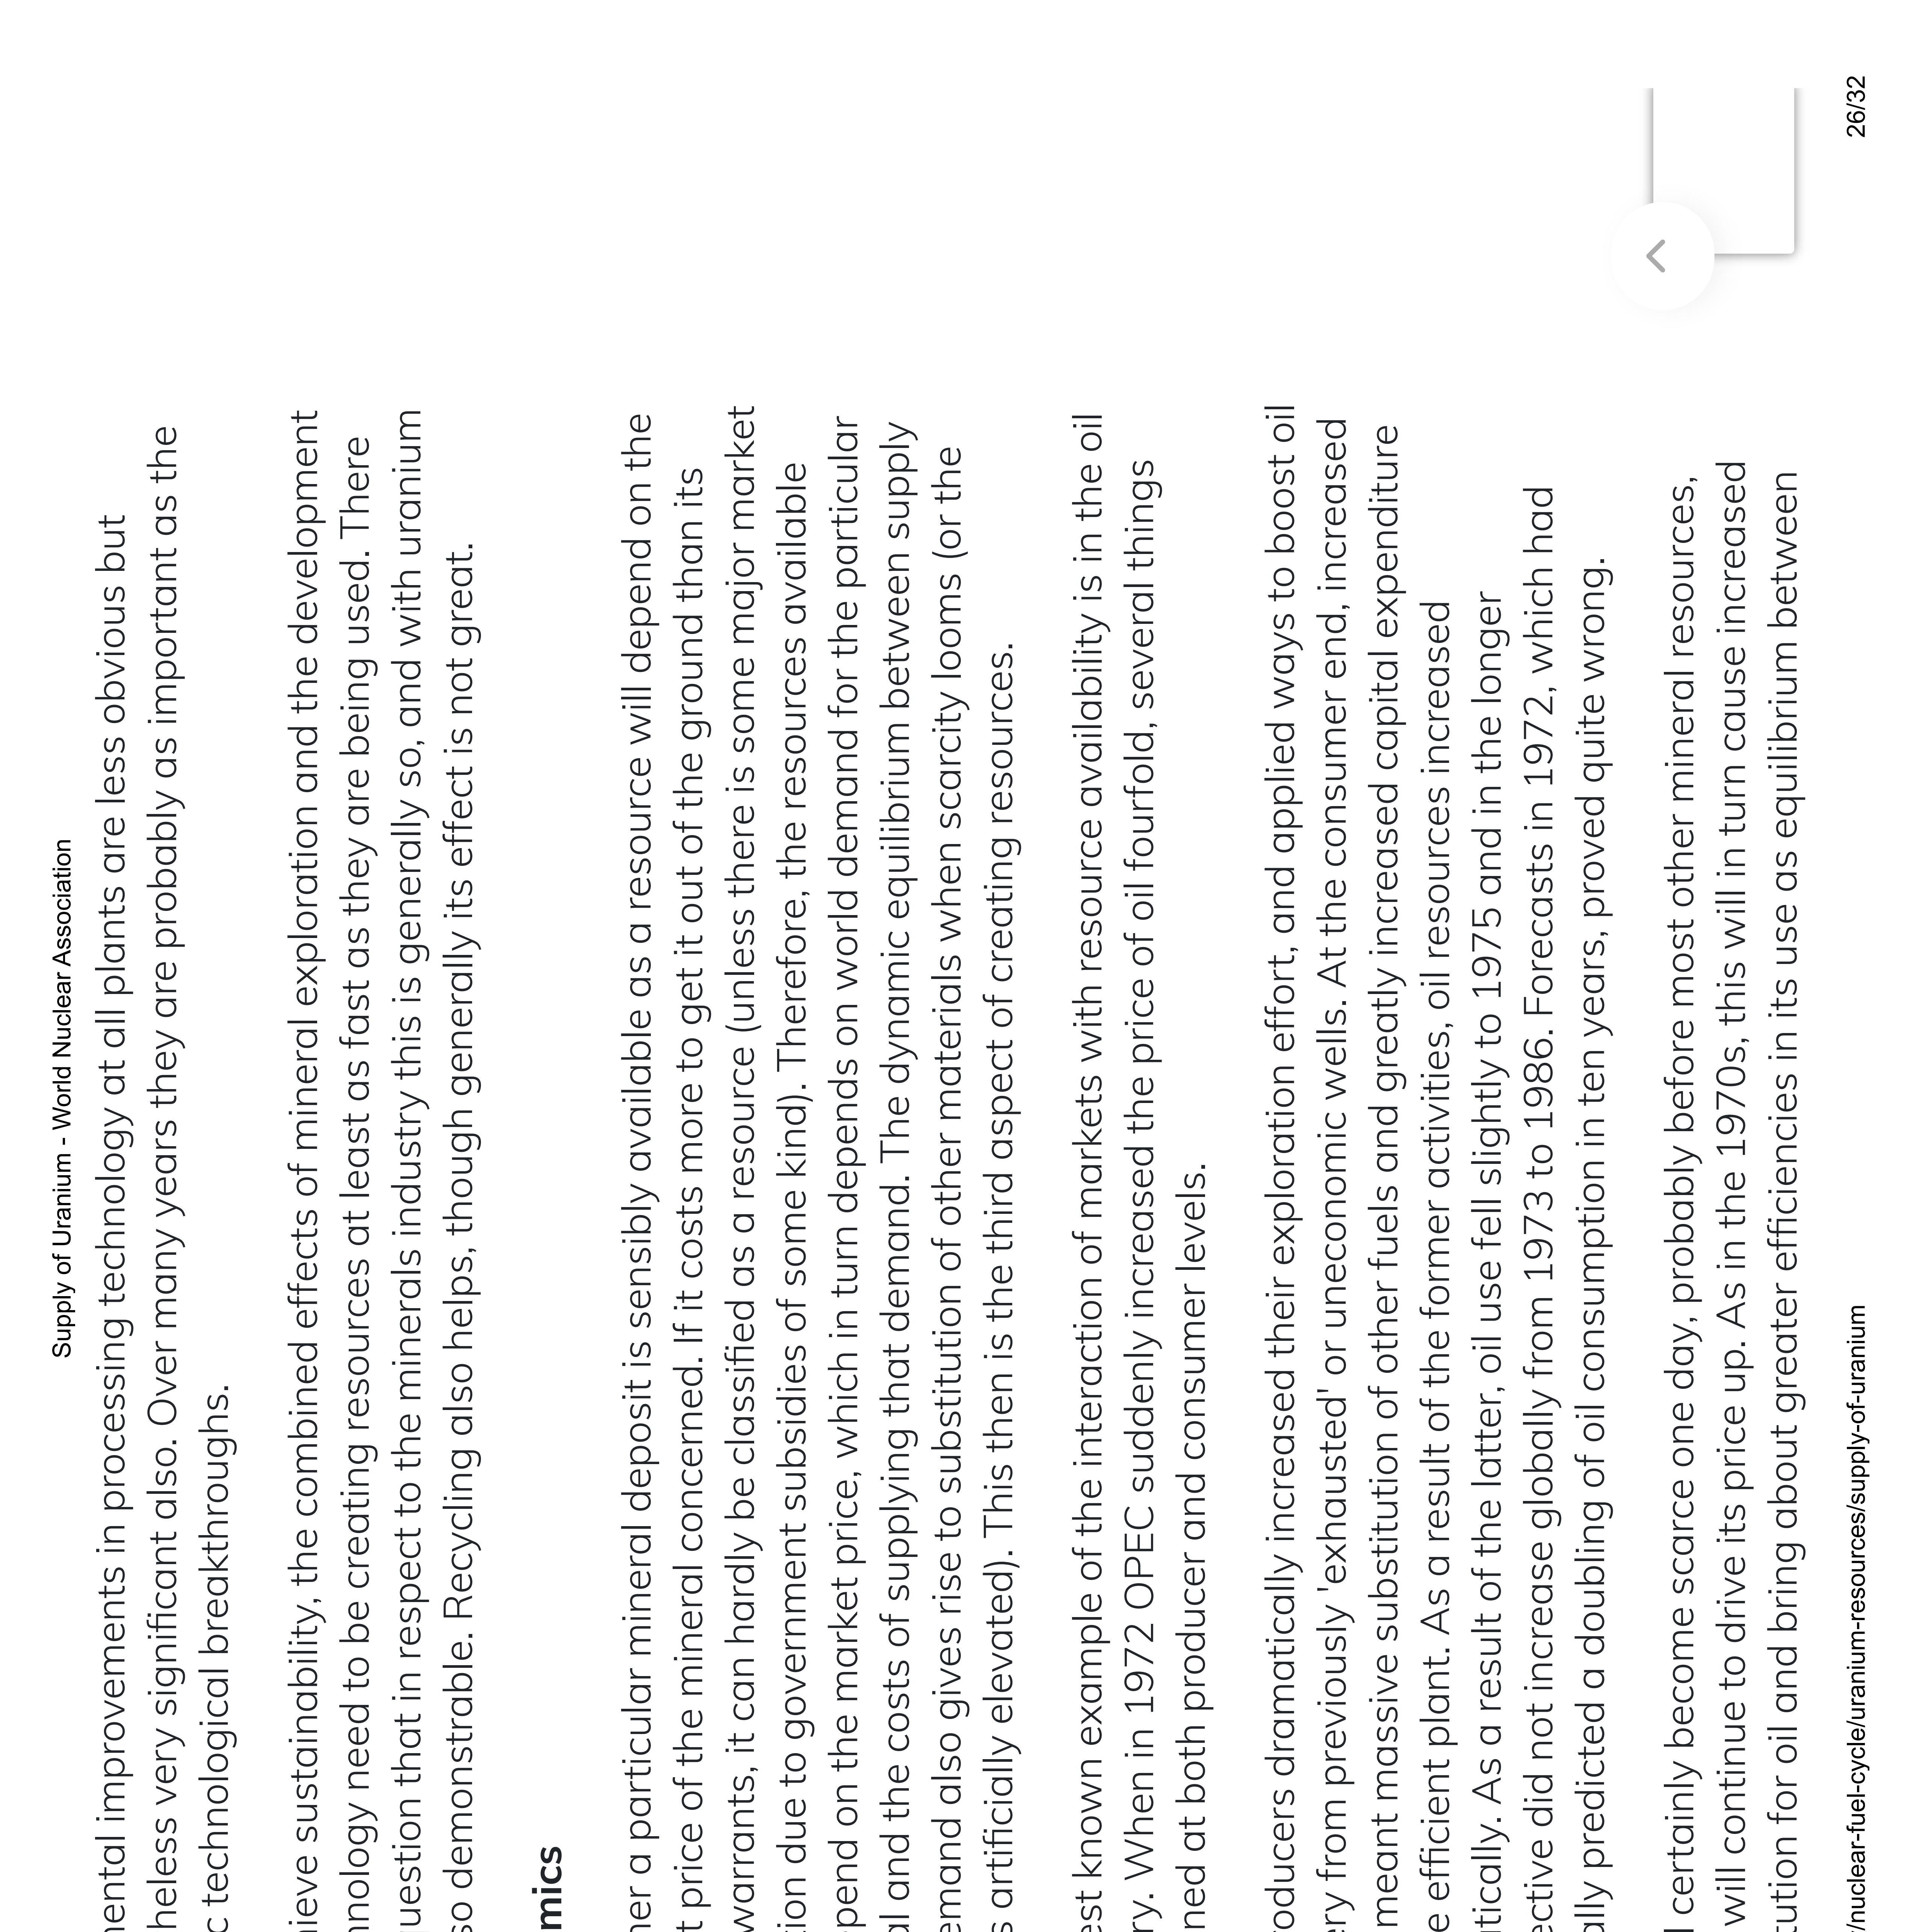 Supply of Uranium - World Nuclear Association
nental improvements in processing technology at all plants are less obvious but
heless very significant also. Over many years they are probably as important as the
c technological breakthroughs.
nieve sustainability, the combined effects of mineral exploration and the development
nnology need to be creating resources at least as fast as they are being used. There
uestion that in respect to the minerals industry this is generally so, and with uranium
so demonstrable. Recycling also helps, though generally its effect is not great.
mics
ner a particular mineral deposit is sensibly available as a resource will depend on the
t price of the mineral concerned. If it costs more to get it out of the ground than its
warrants, it can hardly be classified as a resource (unless there is some major market
tion due to government subsidies of some kind). Therefore, the resources available
pend on the market price, which in turn depends on world demand for the particular
al and the costs of supplying that demand. The dynamic equilibrium between supply
emand also gives rise to substitution of other materials when scarcity looms (or the
s artificially elevated). This then is the third aspect of creating resources.
est known example of the interaction of markets with resource availability is in the oil
ry. When in 1972 OPEC suddenly increased the price of oil fourfold, several things
ned at both producer and consumer levels.
oducers dramatically increased their exploration effort, and applied ways to boost oil
ery from previously 'exhausted' or uneconomic wells. At the consumer end, increased
meant massive substitution of other fuels and greatly increased capital expenditure
e efficient plant. As a result of the former activities, oil resources increased
atically. As a result of the latter, oil use fell slightly to 1975 and in the longer
ective did not increase globally from 1973 to 1986. Forecasts in 1972, which had
ally predicted a doubling of oil consumption in ten years, proved quite wrong.
l certainly become scarce one day, probably before most other mineral resources,
will continue to drive its price up. As in the 1970s, this will in turn cause increased
tution for oil and bring about greater efficiencies in its use as equilibrium between
/nuclear-fuel-cycle/uranium-resources/supply-of-uranium
26/32